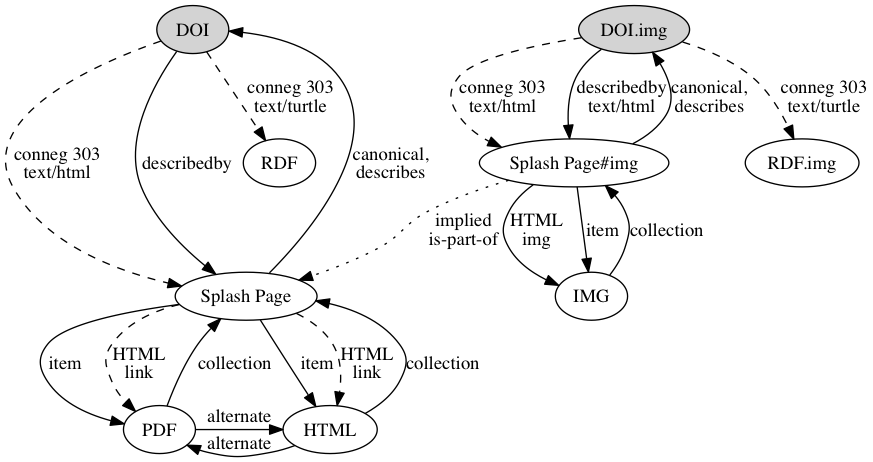 DOI
DOI.img
conneg 303
text/turtle
conneg 303
text/html
describedby
text/html
canonical,
describes
conneg 303
text/turtle
conneg 303
text/html
describedby
RDF
canonical,
describes
Splash Page#img
RDF.img
implied
is-part-of
HTML
img
item
collection
Splash Page
IMG
item
HTML
link
collection
item
HTML
link
collection
PDF
alternate
alternate
HTML